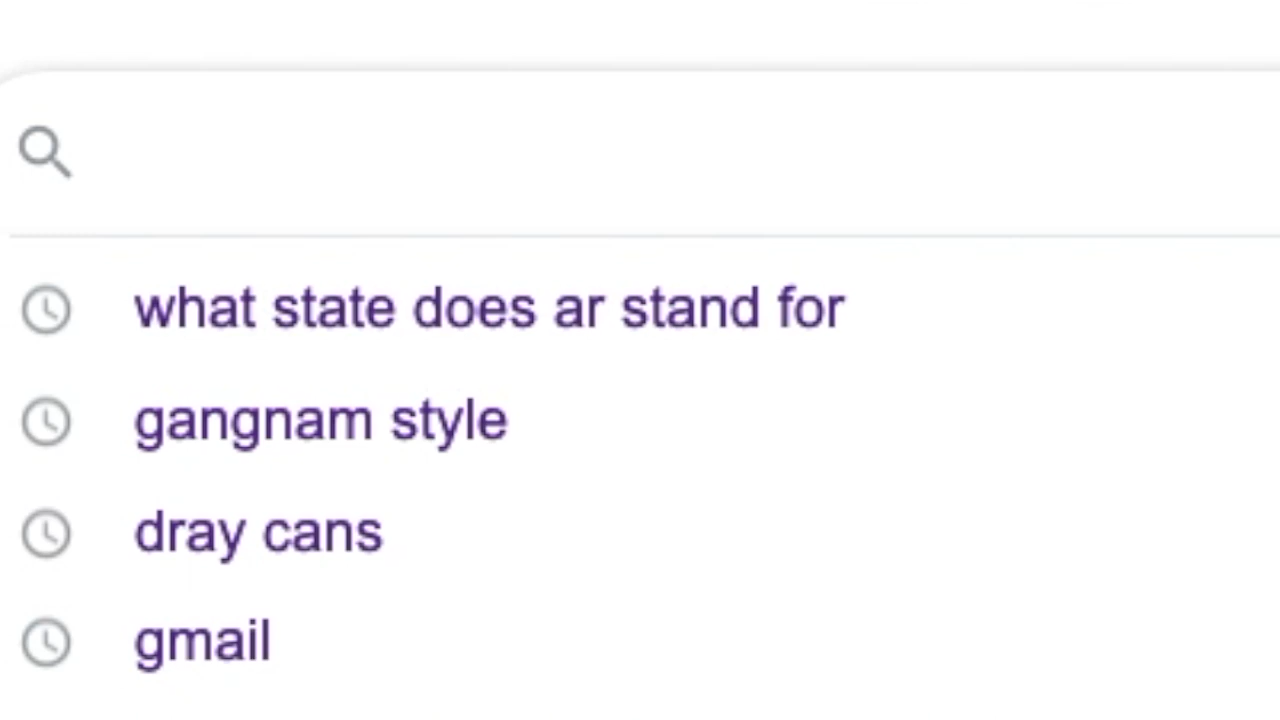 what state does ar stand for
gangnam style
dray cans
gmail